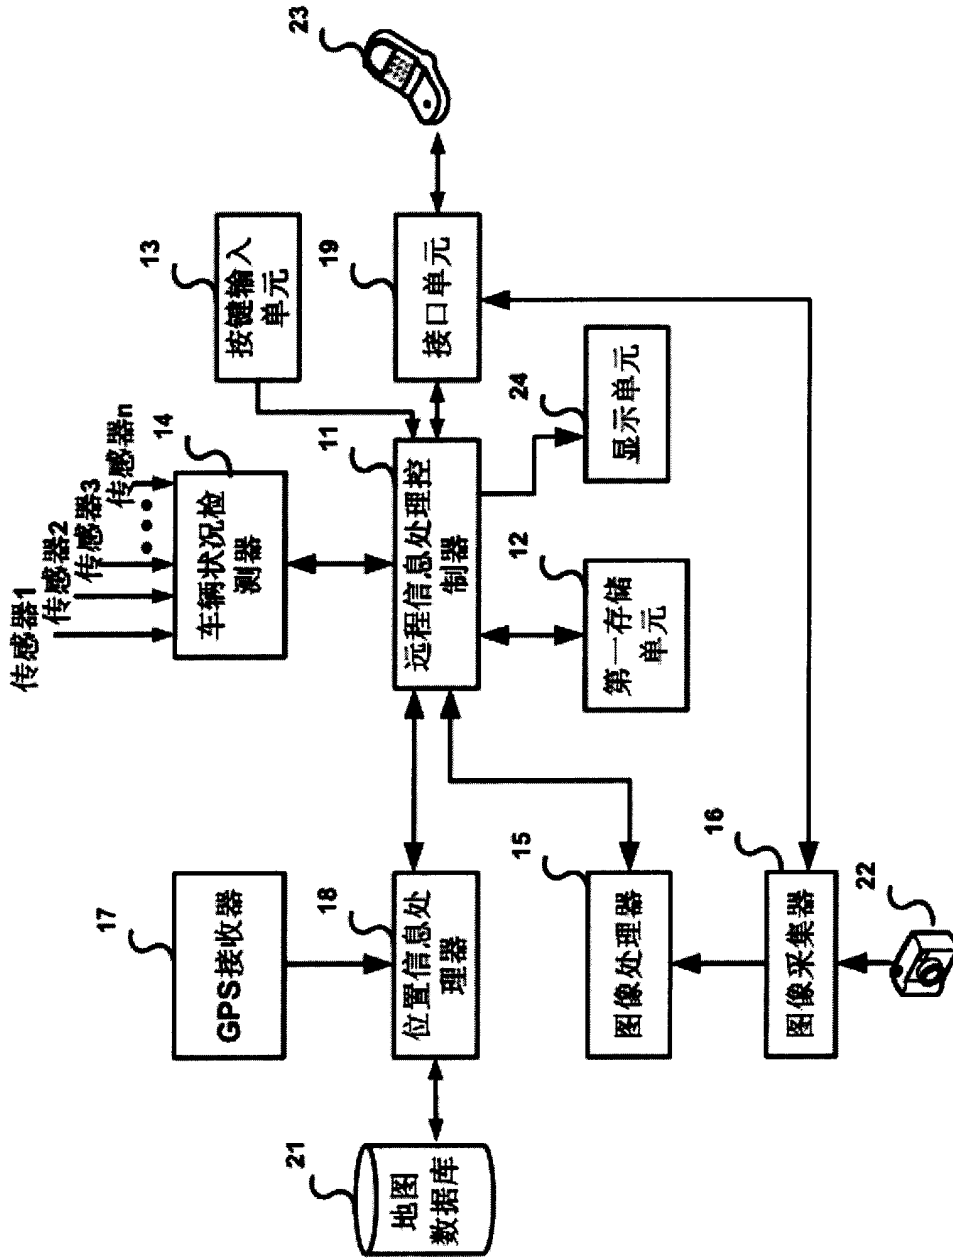 传感器1
传感器2
传感器3
传感器n
17
GPS接收器
14
车辆状况检
测器
13
按键输入
单元
21
地图
数据库
18
位置信息处
理器
11
远程信息处理控
制器
19
接口单元
23
15
图像处理器
12
第一存储
单元
24
显示单元
16
图像采集器
22